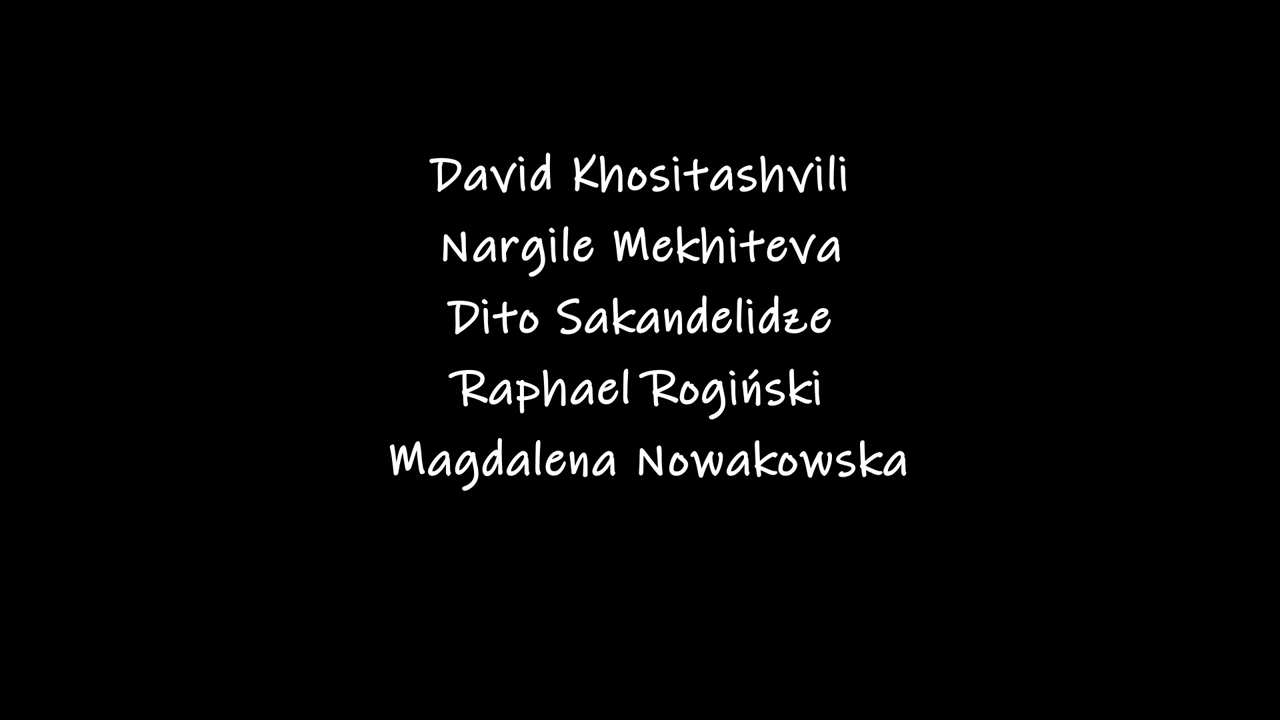 David Khositashvili
Nargile Mekhiteva
Dito Sakandelidze
Raphael Rogiński
Magdalena Nowakowska